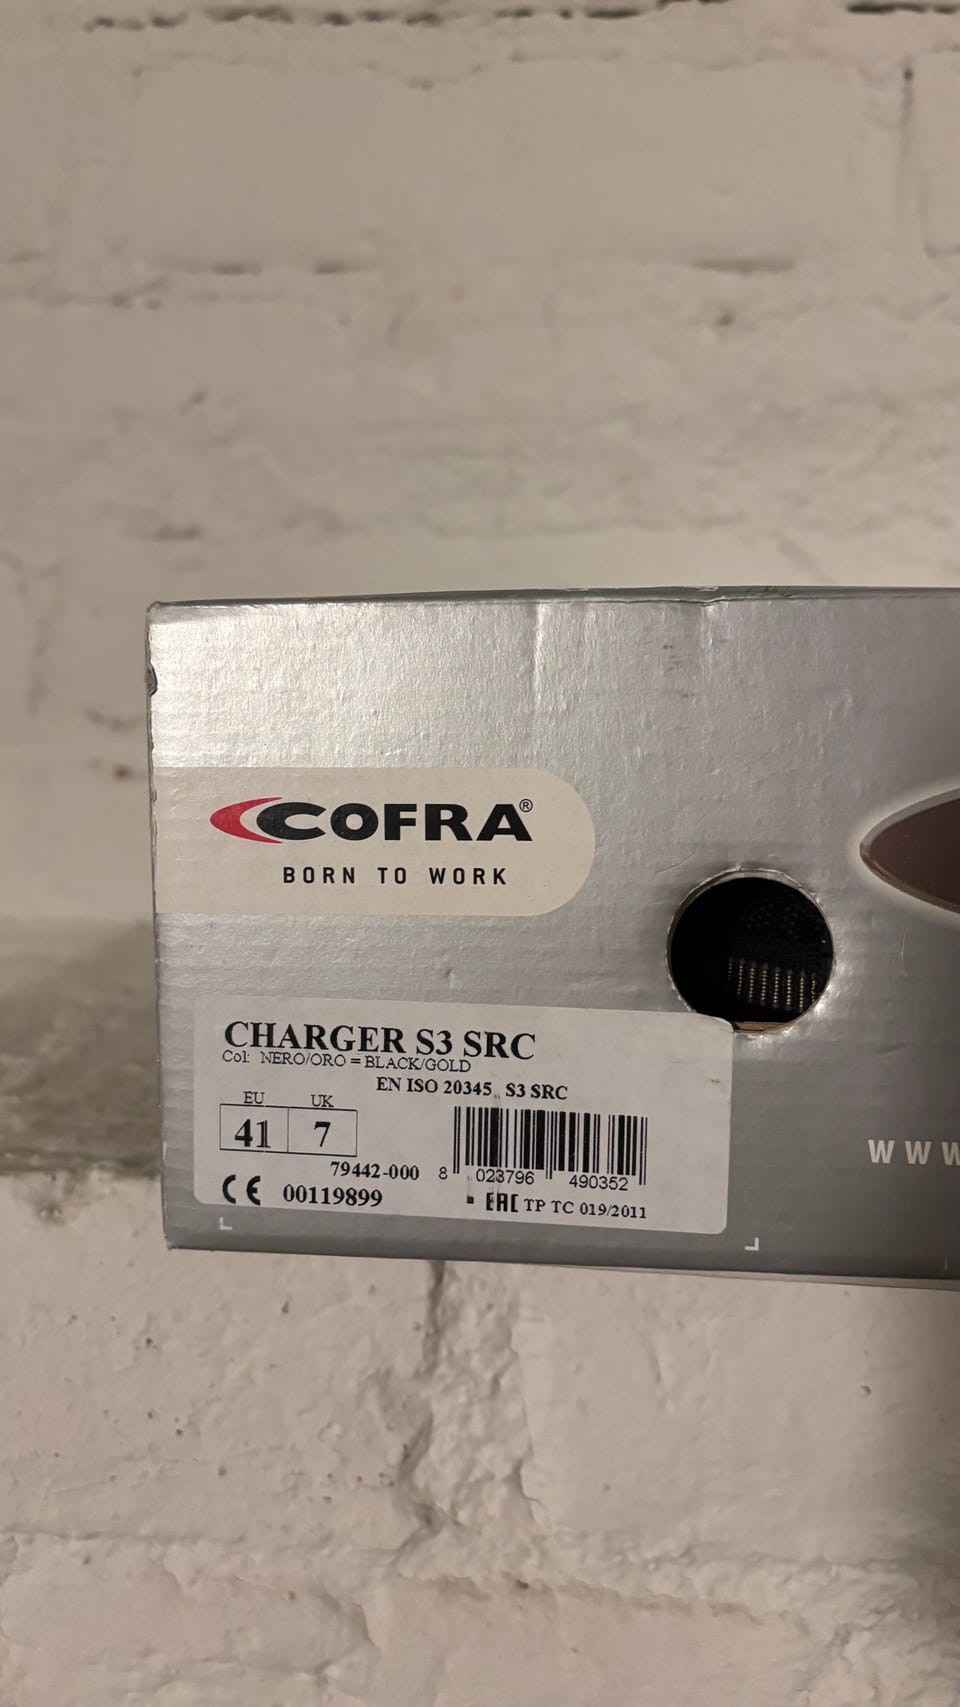 COFRA®
BORN TO WORK
CHARGER S3 SRC
Col: NERO/ORO = BLACK/GOLD
EN ISO 20345 S3 SRC
EU UK
41 7
79442-000
8 023796 490352
CE 00119899
EAC TP TC 019/2011
WWW